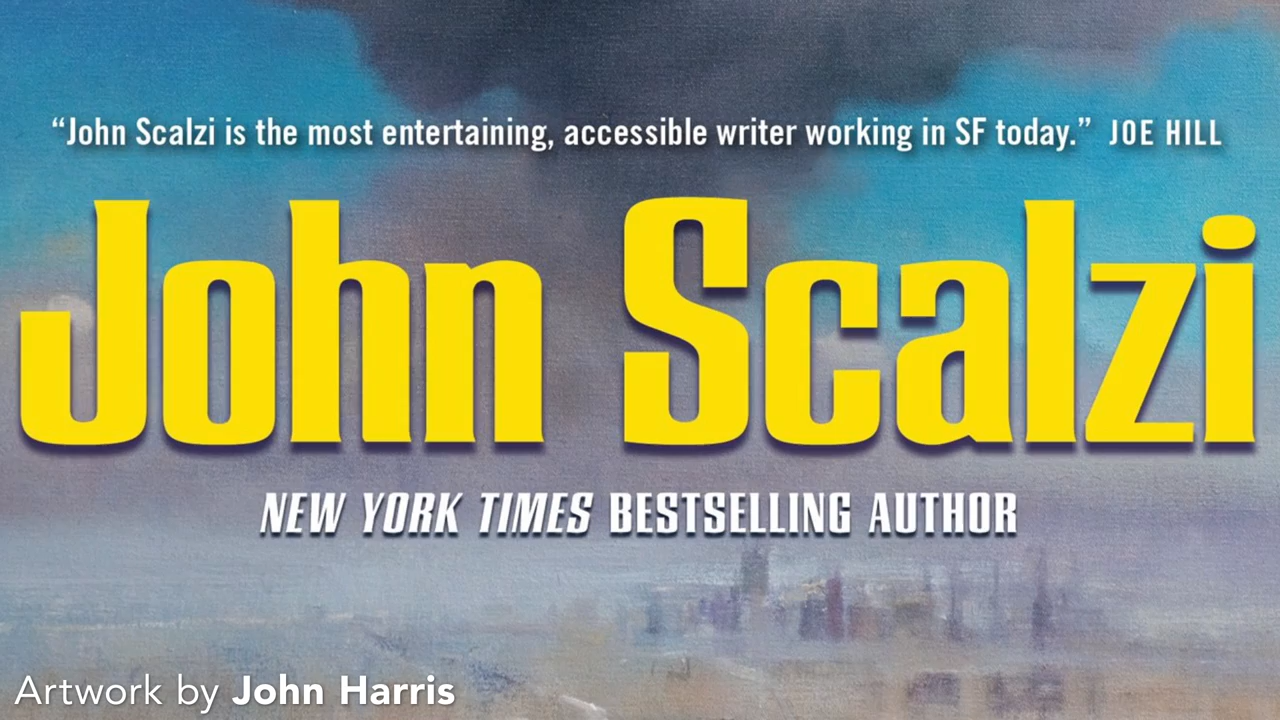 “John Scalzi is the most entertaining, accessible writer working in SF today.” JOE HILL
John Scalzi
NEW YORK TIMES BESTSELLING AUTHOR
Artwork by John Harris